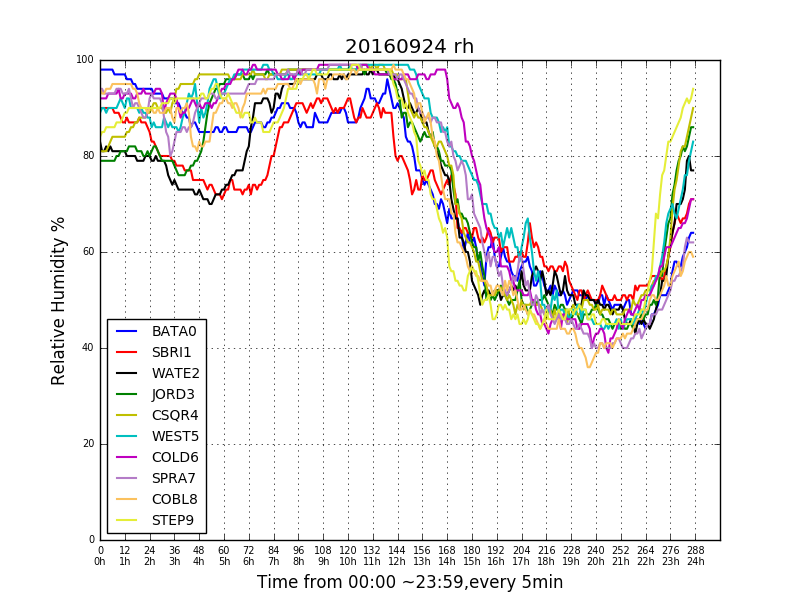 20160924 rh
Relative Humidity %
100
80
60
40
20
0
BATA0
SBRI1
WATE2
JORD3
CSQR4
WEST5
COLD6
SPRA7
COBL8
STEP9
0 12 24 36 48 60 72 84 96 108 120 132 144 156 168 180 192 204 216 228 240 252 264 276 288
0h 1h 2h 3h 4h 5h 6h 7h 8h 9h 10h 11h 12h 13h 14h 15h 16h 17h 18h 19h 20h 21h 22h 23h 24h
Time from 00:00 ~23:59,every 5min